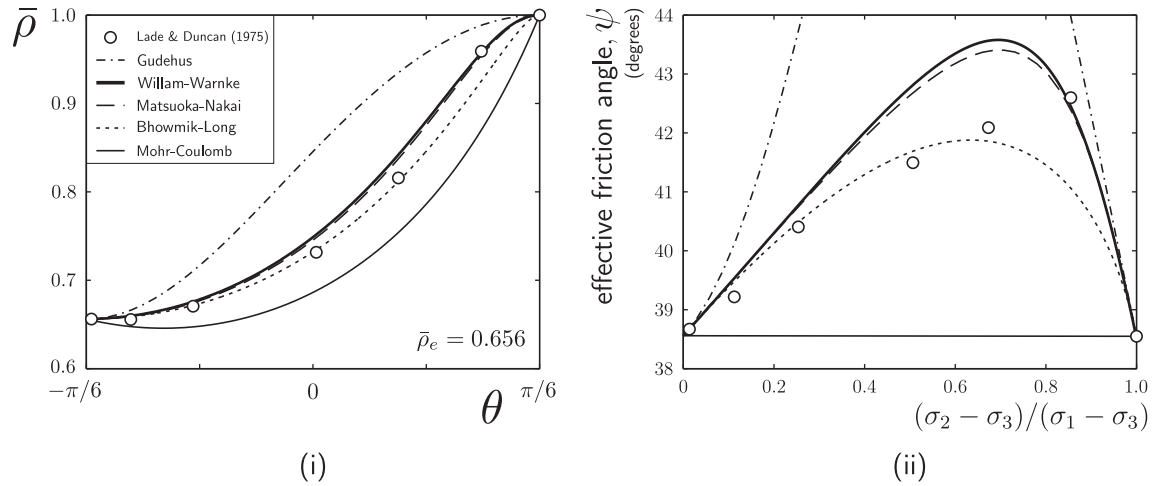 ρ̄
1.0
0.9
0.8
0.7
0.6
Lade & Duncan (1975)
Gudehus
Willam-Warnke
Matsuoka-Nakai
Bhowmik-Long
Mohr-Coulomb
ρ̄e = 0.656
−π/6
0
π/6
θ
(i)
effective friction angle, ψ
(degrees)
44
43
42
41
40
39
38
0
0.2
0.4
0.6
0.8
1.0
(σ2 − σ3)/(σ1 − σ3)
(ii)